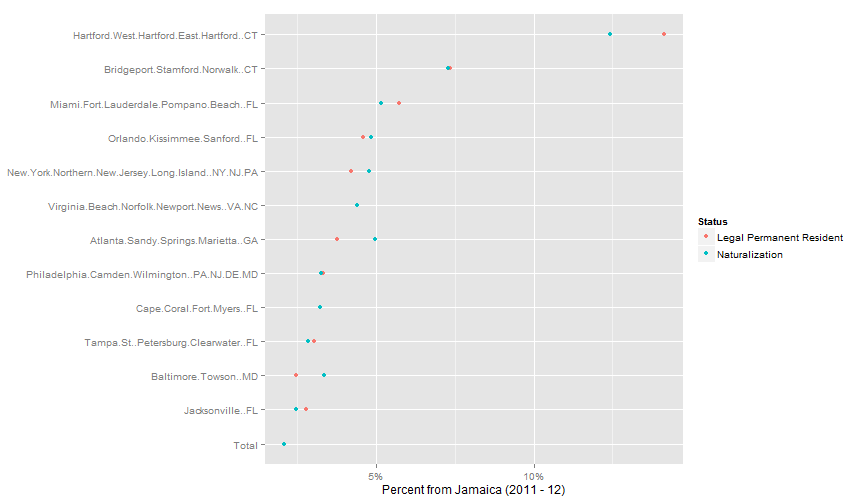 Hartford.West.Hartford.East.Hartford..CT
Bridgeport.Stamford.Norwalk..CT
Miami.Fort.Lauderdale.Pompano.Beach..FL
Orlando.Kissimmee.Sanford..FL
New.York.Northern.New.Jersey.Long.Island..NY.NJ.PA
Virginia.Beach.Norfolk.Newport.News..VA.NC
Atlanta.Sandy.Springs.Marietta..GA
Philadelphia.Camden.Wilmington..PA.NJ.DE.MD
Cape.Coral.Fort.Myers..FL
Tampa.St..Petersburg.Clearwater..FL
Baltimore.Towson..MD
Jacksonville..FL
Total
5%
10%
Percent from Jamaica (2011 - 12)
Status
Legal Permanent Resident
Naturalization